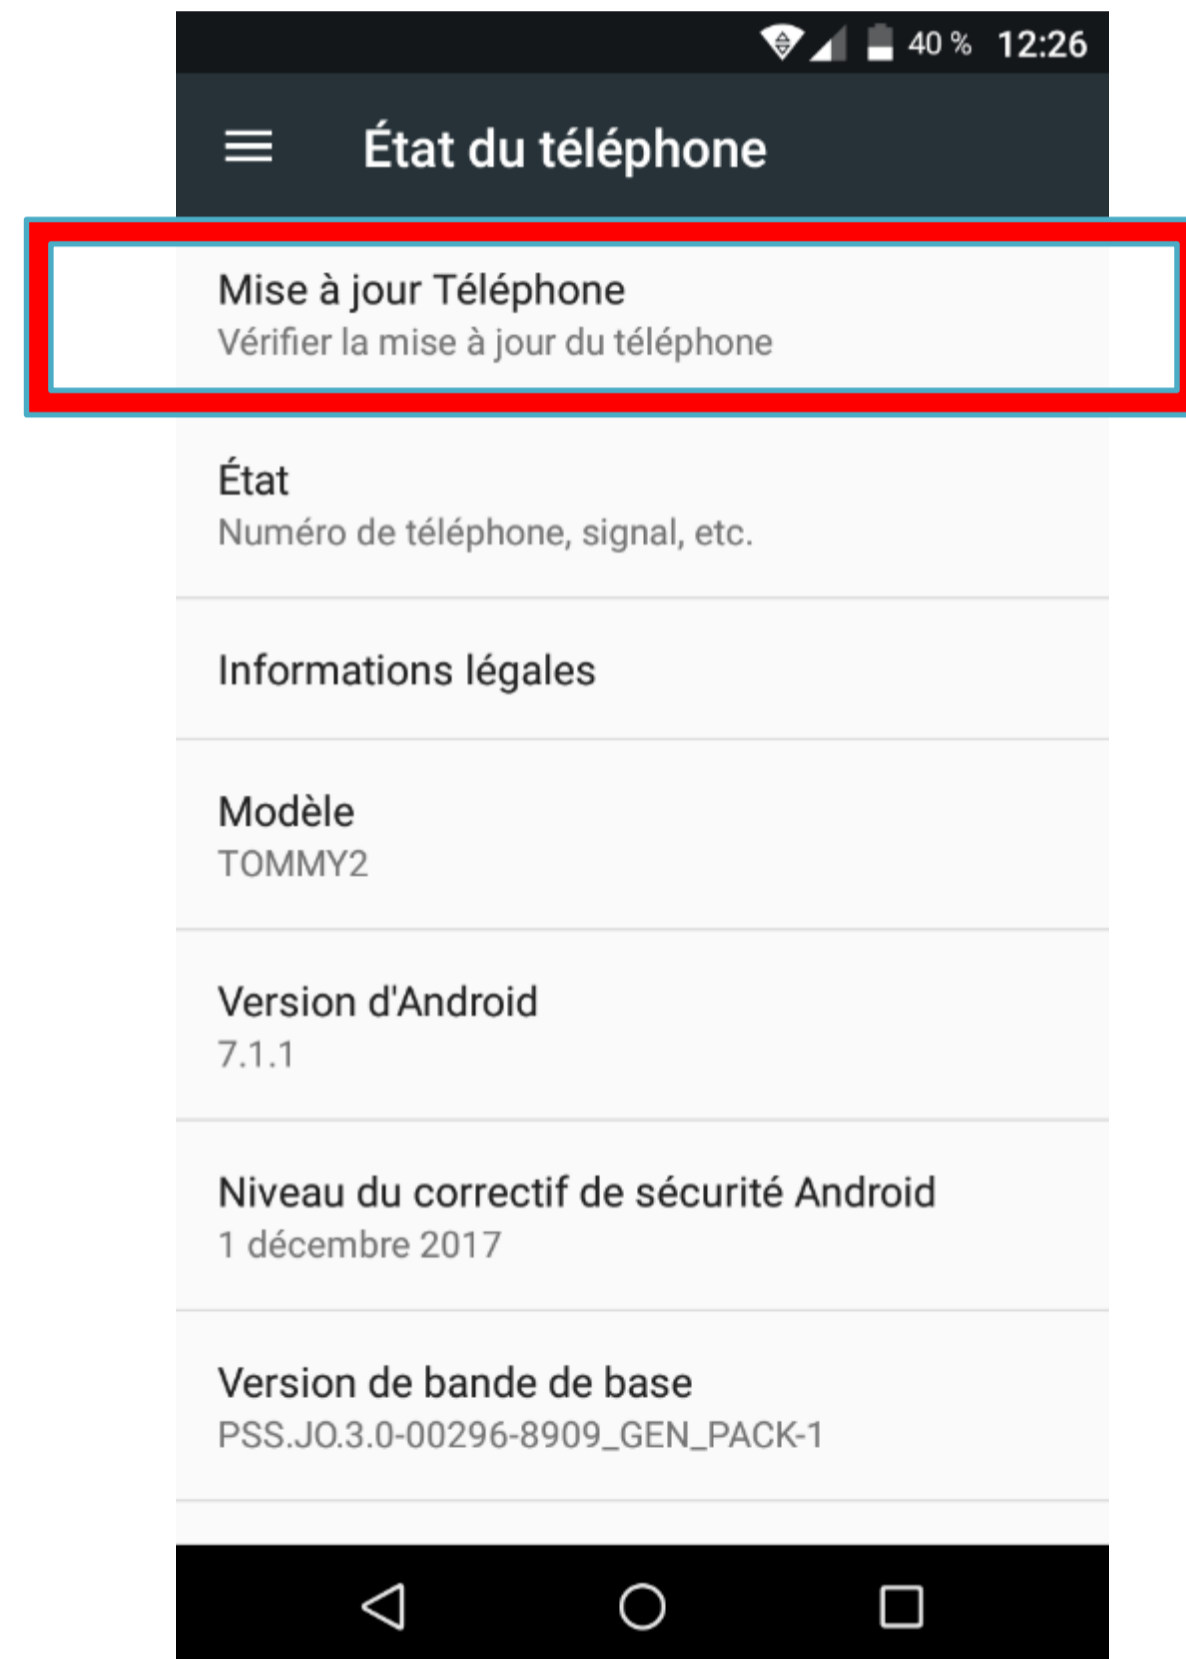 40 % 12:26
État du téléphone
Mise à jour Téléphone
Vérifier la mise à jour du téléphone
État
Numéro de téléphone, signal, etc.
Informations légales
Modèle
TOMMY2
Version d'Android
7.1.1
Niveau du correctif de sécurité Android
1 décembre 2017
Version de bande de base
PSS.JO.3.0-00296-8909_GEN_PACK-1